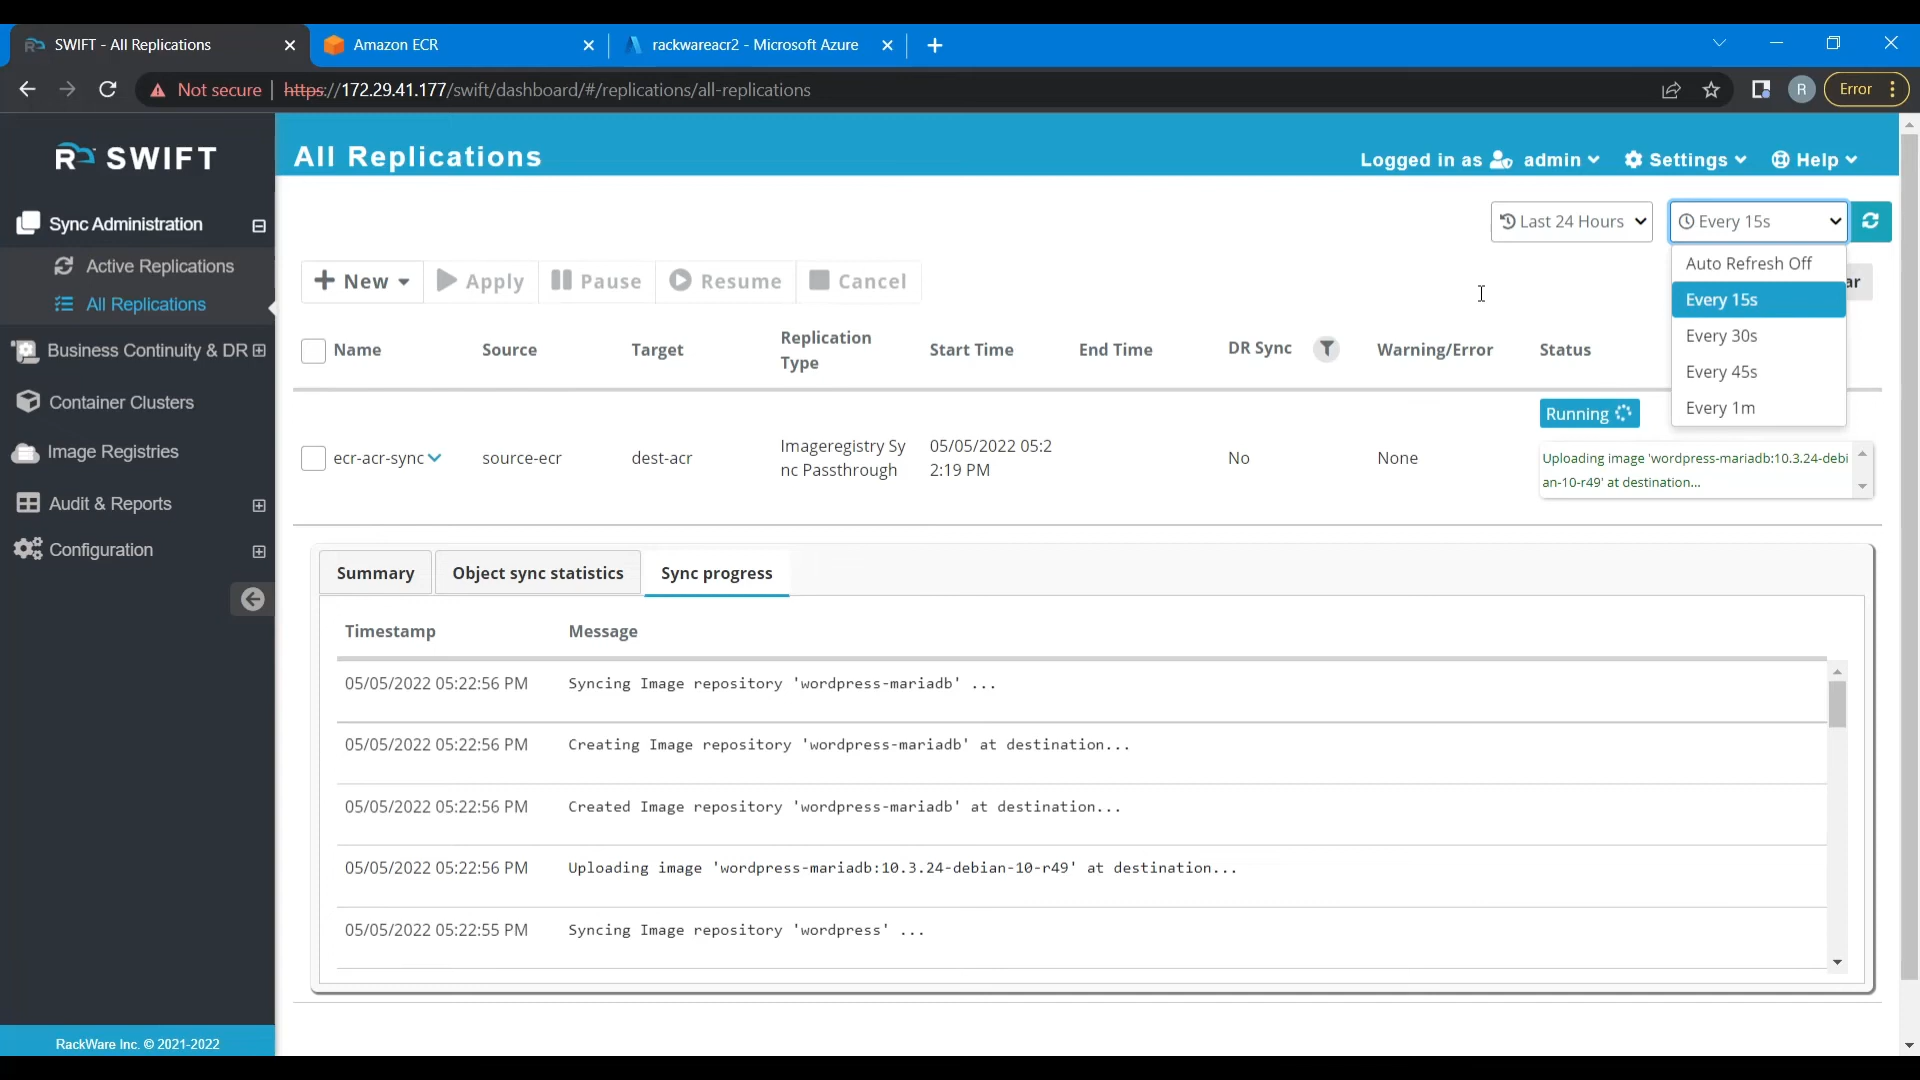 SWIFT - All Replications
Amazon ECR
rackwareacr2 - Microsoft Azure
Not secure
https://172.29.41.177/swift/dashboard/#/replications/all-replications
R
Error
SWIFT
All Replications
Logged in as admin
Settings
Help
Sync Administration
Active Replications
All Replications
Business Continuity & DR
Container Clusters
Image Registries
Audit & Reports
Configuration
RackWare Inc. © 2021-2022
Last 24 Hours
Every 15s
Auto Refresh Off
Every 15s
Every 30s
Every 45s
Every 1m
ar
New
Apply
Pause
Resume
Cancel
Name
Source
Target
Replication
Type
Start Time
End Time
DR Sync
Warning/Error
Status
ecr-acr-sync
source-ecr
dest-acr
Imageregistry Sy
nc Passthrough
05/05/2022 05:2
2:19 PM
No
None
Running
Uploading image 'wordpress-mariadb:10.3.24-debi
an-10-r49' at destination...
Summary
Object sync statistics
Sync progress
Timestamp
Message
05/05/2022 05:22:56 PM
Syncing Image repository 'wordpress-mariadb' ...
05/05/2022 05:22:56 PM
Creating Image repository 'wordpress-mariadb' at destination...
05/05/2022 05:22:56 PM
Created Image repository 'wordpress-mariadb' at destination...
05/05/2022 05:22:56 PM
Uploading image 'wordpress-mariadb:10.3.24-debian-10-r49' at destination...
05/05/2022 05:22:55 PM
Syncing Image repository 'wordpress' ...